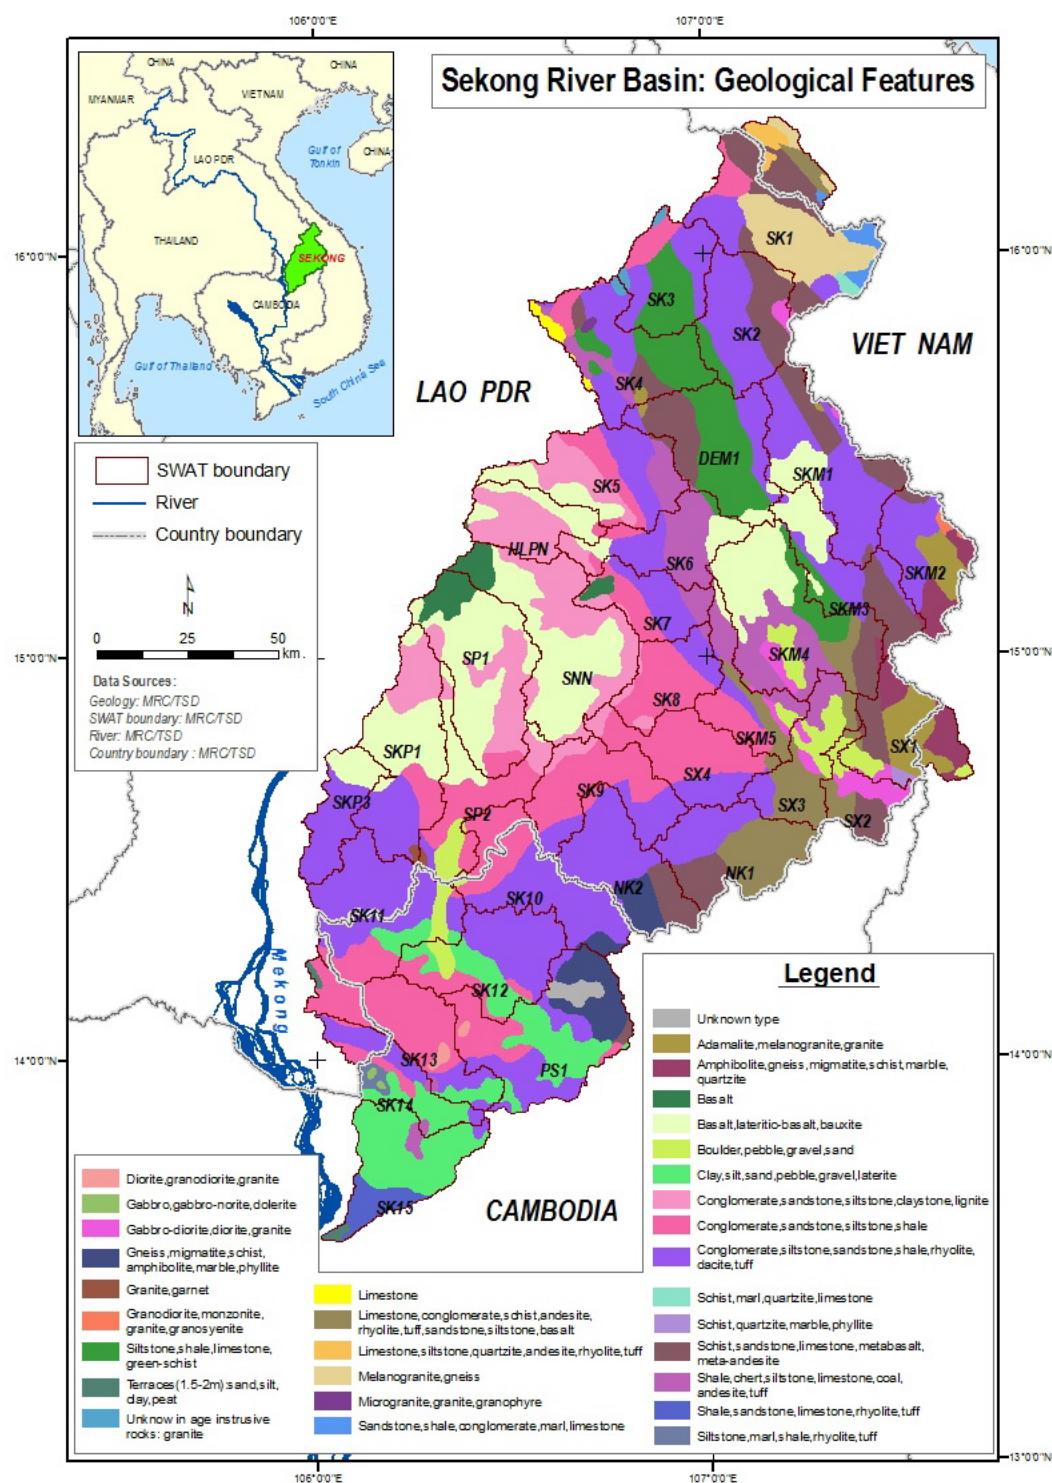 106°0'0"E
107°0'0"E
Sekong River Basin: Geological Features
CHINA
CHINA
MYANMAR
VIETNAM
Gulf of
Tonkin
CHINA
LAO PDR
THAILAND
SEKONG
CAMBODIA
Gulf of Thailand
South China Sea
16°0'0"N
16°0'0"N
SK1
SK3
SK2
VIET NAM
LAO PDR
SK4
DEM1
SKM1
SK5
HLPN
SK6
SKM2
SKM3
SK7
SKM4
SP1
SNN
SK8
SKM5
SX1
SKP1
SX4
SK9
SKP3
SP2
SX3
SX2
NK1
NK2
SK10
SK11
SK12
SK13
PS1
SK14
SK15
CAMBODIA
Mekong
SWAT boundary
River
Country boundary
N
0 25 50
km.
Data Sources:
Geology: MRC/TSD
SWAT boundary: MRC/TSD
River: MRC/TSD
Country boundary : MRC/TSD
15°0'0"N
15°0'0"N
14°0'0"N
14°0'0"N
Legend
Unknown type
Adamalite,melanogranite,granite
Amphibolite,gneiss,migmatite,schist,marble,
quartzite
Basalt
Basalt,lateritic-basalt,bauxite
Boulder,pebble,gravel,sand
Clay,silt,sand,pebble,gravel,laterite
Conglomerate,sandstone,siltstone,claystone,lignite
Conglomerate,sandstone,siltstone,shale
Conglomerate,siltstone,sandstone,shale,rhyolite,
dacite,tuff
Diorite,granodiorite,granite
Gabbro,gabbro-norite,dolerite
Gabbro-diorite,diorite,granite
Gneiss,migmatite,schist,
amphibolite,marble,phyllite
Granite,garnet
Granodiorite,monzonite,
granite,granosyenite
Siltstone,shale,limestone,
green-schist
Terraces(1.5-2m):sand,silt,
clay,peat
Unknow in age instrusive
rocks: granite
Limestone
Limestone,conglomerate,schist,andesite,
rhyolite,tuff,sandstone,siltstone,basalt
Limestone,siltstone,quartzite,andesite,rhyolite,tuff
Melanogranite,gneiss
Microgranite,granite,granophyre
Sandstone,shale,conglomerate,marl,limestone
Schist,marl,quartzite,limestone
Schist,quartzite,marble,phyllite
Schist,sandstone,limestone,metabasalt,
meta-andesite
Shale,chert,siltstone,limestone,coal,
andesite,tuff
Shale,sandstone,limestone,rhyolite,tuff
Siltstone,marl,shale,rhyolite,tuff
13°0'0"N
106°0'0"E
107°0'0"E